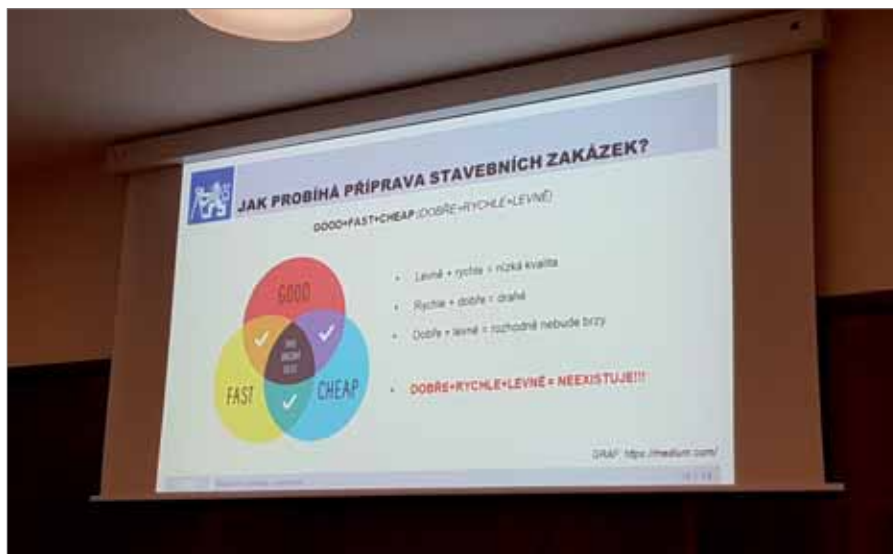 JAK PROBÍHÁ PŘÍPRAVA STAVEBNÍCH ZAKÁZEK?
GOOD+FAST+CHEAP (DOBŘE+RYCHLE+LEVNĚ)
GOOD
FAST
CHEAP
Levně + rychle = nízká kvalita
Rychle + dobře = drahé
Dobře + levně = rozhodně nebude brzy
DOBŘE+RYCHLE+LEVNĚ = NEEXISTUJE!!!
GRAF: https://medium.com/